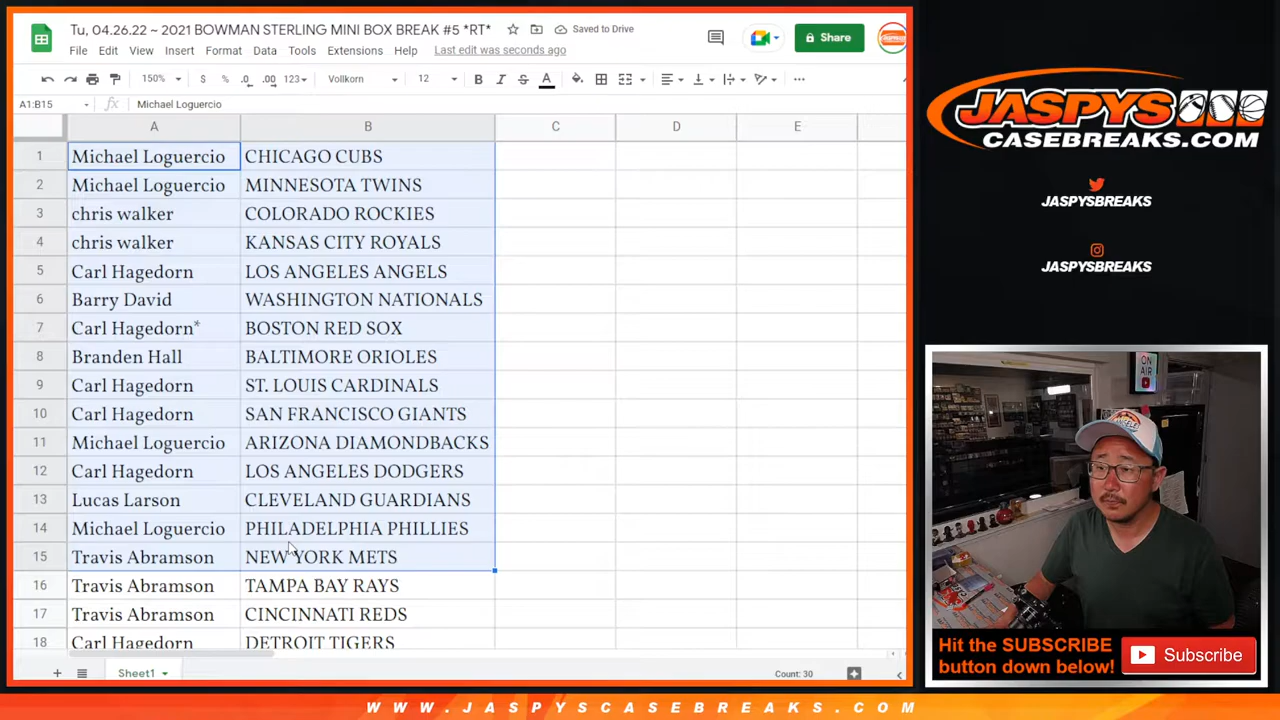 Tu, 04.26.22 ~ 2021 BOWMAN STERLING MINI BOX BREAK #5 *RT*
Saved to Drive
File Edit View Insert Format Data Tools Extensions Help Last edit was seconds ago
Share
150% $ % .0 .00 123 Vollkorn 12 B I S A
A1:B15 fx Michael Loguercio
A B C D E
1 Michael Loguercio CHICAGO CUBS
2 Michael Loguercio MINNESOTA TWINS
3 chris walker COLORADO ROCKIES
4 chris walker KANSAS CITY ROYALS
5 Carl Hagedorn LOS ANGELES ANGELS
6 Barry David WASHINGTON NATIONALS
7 Carl Hagedorn* BOSTON RED SOX
8 Branden Hall BALTIMORE ORIOLES
9 Carl Hagedorn ST. LOUIS CARDINALS
10 Carl Hagedorn SAN FRANCISCO GIANTS
11 Michael Loguercio ARIZONA DIAMONDBACKS
12 Carl Hagedorn LOS ANGELES DODGERS
13 Lucas Larson CLEVELAND GUARDIANS
14 Michael Loguercio PHILADELPHIA PHILLIES
15 Travis Abramson NEW YORK METS
16 Travis Abramson TAMPA BAY RAYS
17 Travis Abramson CINCINNATI REDS
18 Carl Hagedorn DETROIT TIGERS
Sheet1
Count: 30
JASPYS
CASEBREAKS.COM
JASPYSBREAKS
JASPYSBREAKS
ON
AIR
Hit the SUBSCRIBE
button down below!
Subscribe
WWW.JASPYSCASEBREAKS.COM